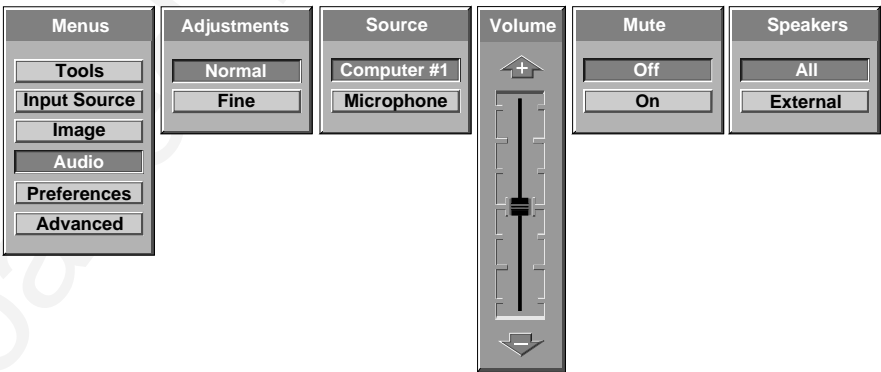 Menus
Tools
Input Source
Image
Audio
Preferences
Advanced
Adjustments
Normal
Fine
Source
Computer #1
Microphone
Volume
+
−
Mute
Off
On
Speakers
All
External